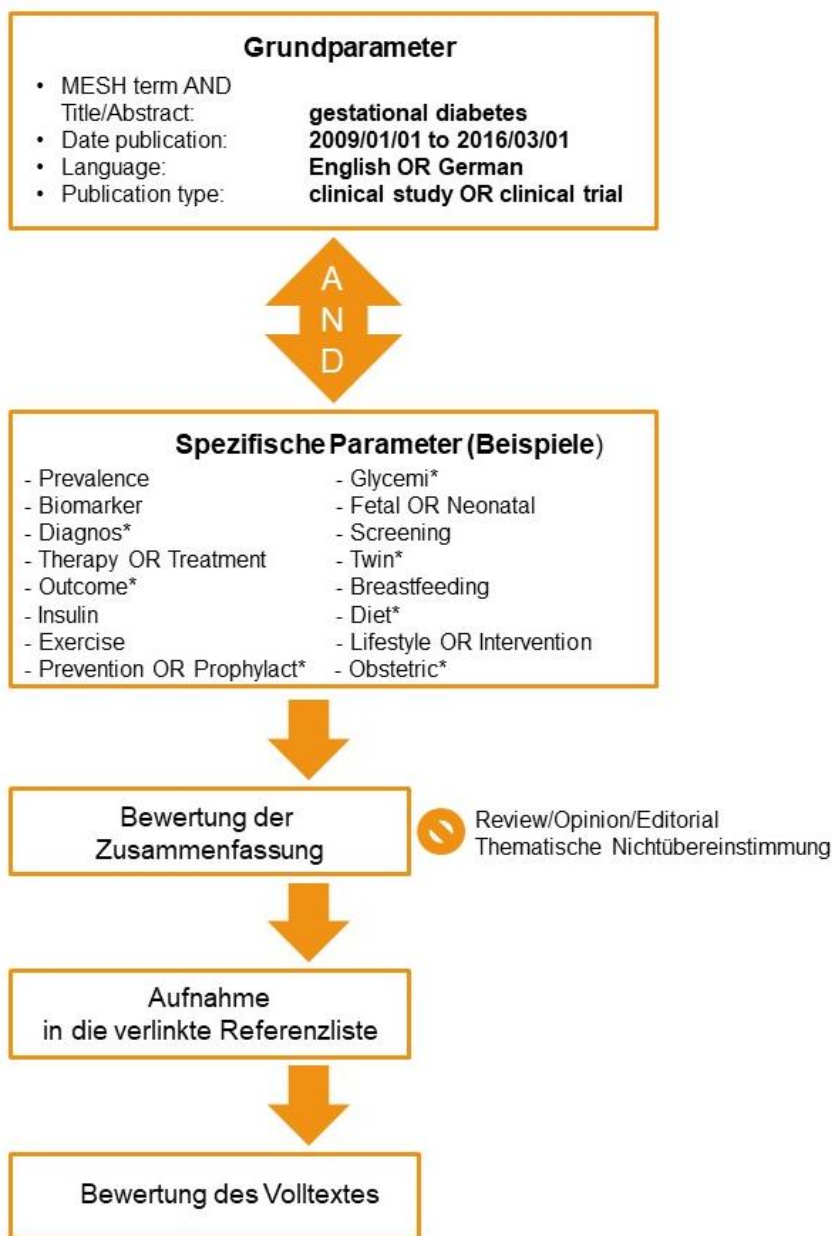 Grundparameter
• MESH term AND
Title/Abstract: gestational diabetes
• Date publication: 2009/01/01 to 2016/03/01
• Language: English OR German
• Publication type: clinical study OR clinical trial
A
N
D
Spezifische Parameter (Beispiele)
- Prevalence
- Biomarker
- Diagnos*
- Therapy OR Treatment
- Outcome*
- Insulin
- Exercise
- Prevention OR Prophylact*
- Glycemi*
- Fetal OR Neonatal
- Screening
- Twin*
- Breastfeeding
- Diet*
- Lifestyle OR Intervention
- Obstetric*
Bewertung der
Zusammenfassung
Review/Opinion/Editorial
Thematische Nichtübereinstimmung
Aufnahme
in die verlinkte Referenzliste
Bewertung des Volltextes